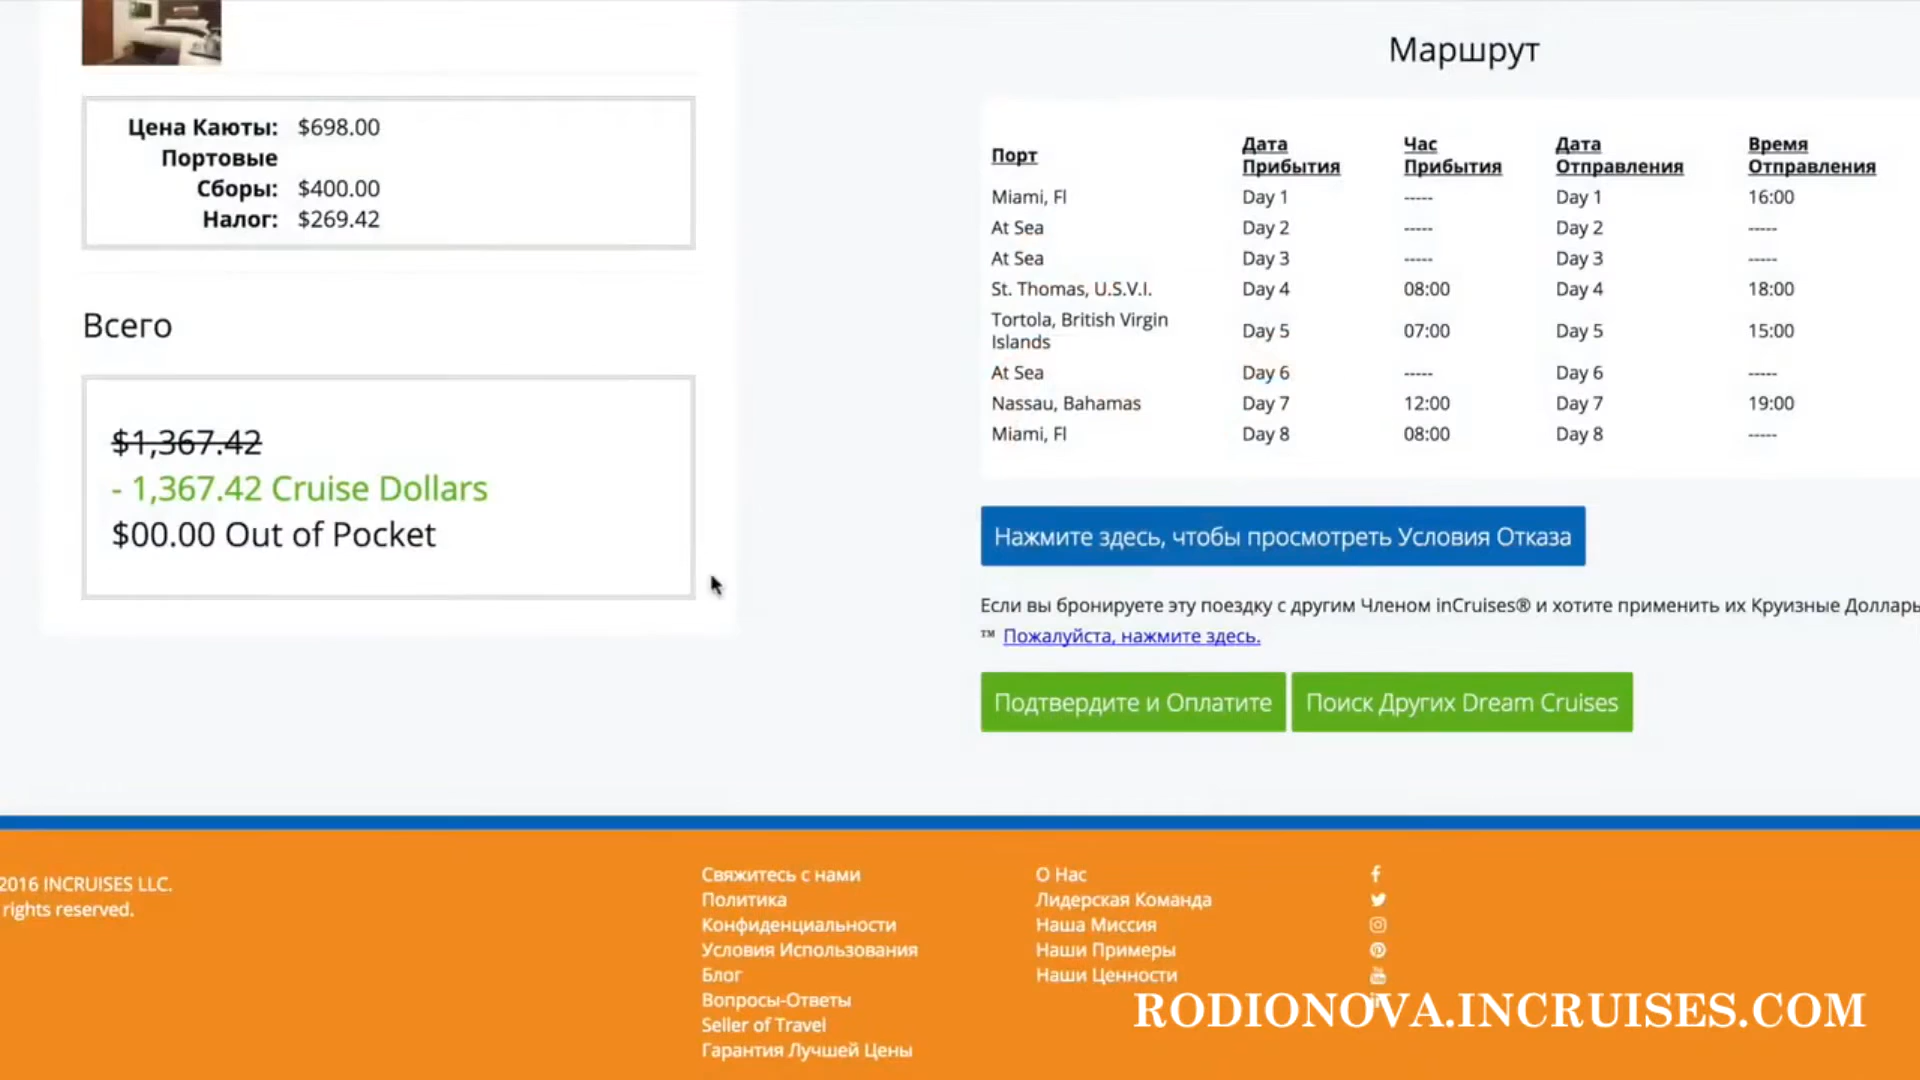 Цена Каюты: $698.00
Портовые
Сборы: $400.00
Налог: $269.42
Всего
$1,367.42
- 1,367.42 Cruise Dollars
$00.00 Out of Pocket
Маршрут
Порт Дата Прибытия Час Прибытия Дата Отправления Время Отправления
Miami, Fl Day 1 ----- Day 1 16:00
At Sea Day 2 ----- Day 2 -----
At Sea Day 3 ----- Day 3 -----
St. Thomas, U.S.V.I. Day 4 08:00 Day 4 18:00
Tortola, British Virgin
Islands Day 5 07:00 Day 5 15:00
At Sea Day 6 ----- Day 6 -----
Nassau, Bahamas Day 7 12:00 Day 7 19:00
Miami, Fl Day 8 08:00 Day 8 -----
Нажмите здесь, чтобы просмотреть Условия Отказа
Если вы бронируете эту поездку с другим Членом inCruises® и хотите применить их Круизные Доллары
™ Пожалуйста, нажмите здесь.
Подтвердите и Оплатите
Поиск Других Dream Cruises
2016 INCRUISES LLC.
rights reserved.
Свяжитесь с нами
Политика
Конфиденциальности
Условия Использования
Блог
Вопросы-Ответы
Seller of Travel
Гарантия Лучшей Цены
О Нас
Лидерская Команда
Наша Миссия
Наши Примеры
Наши Ценности
RODIONOVA.INCRUISES.COM